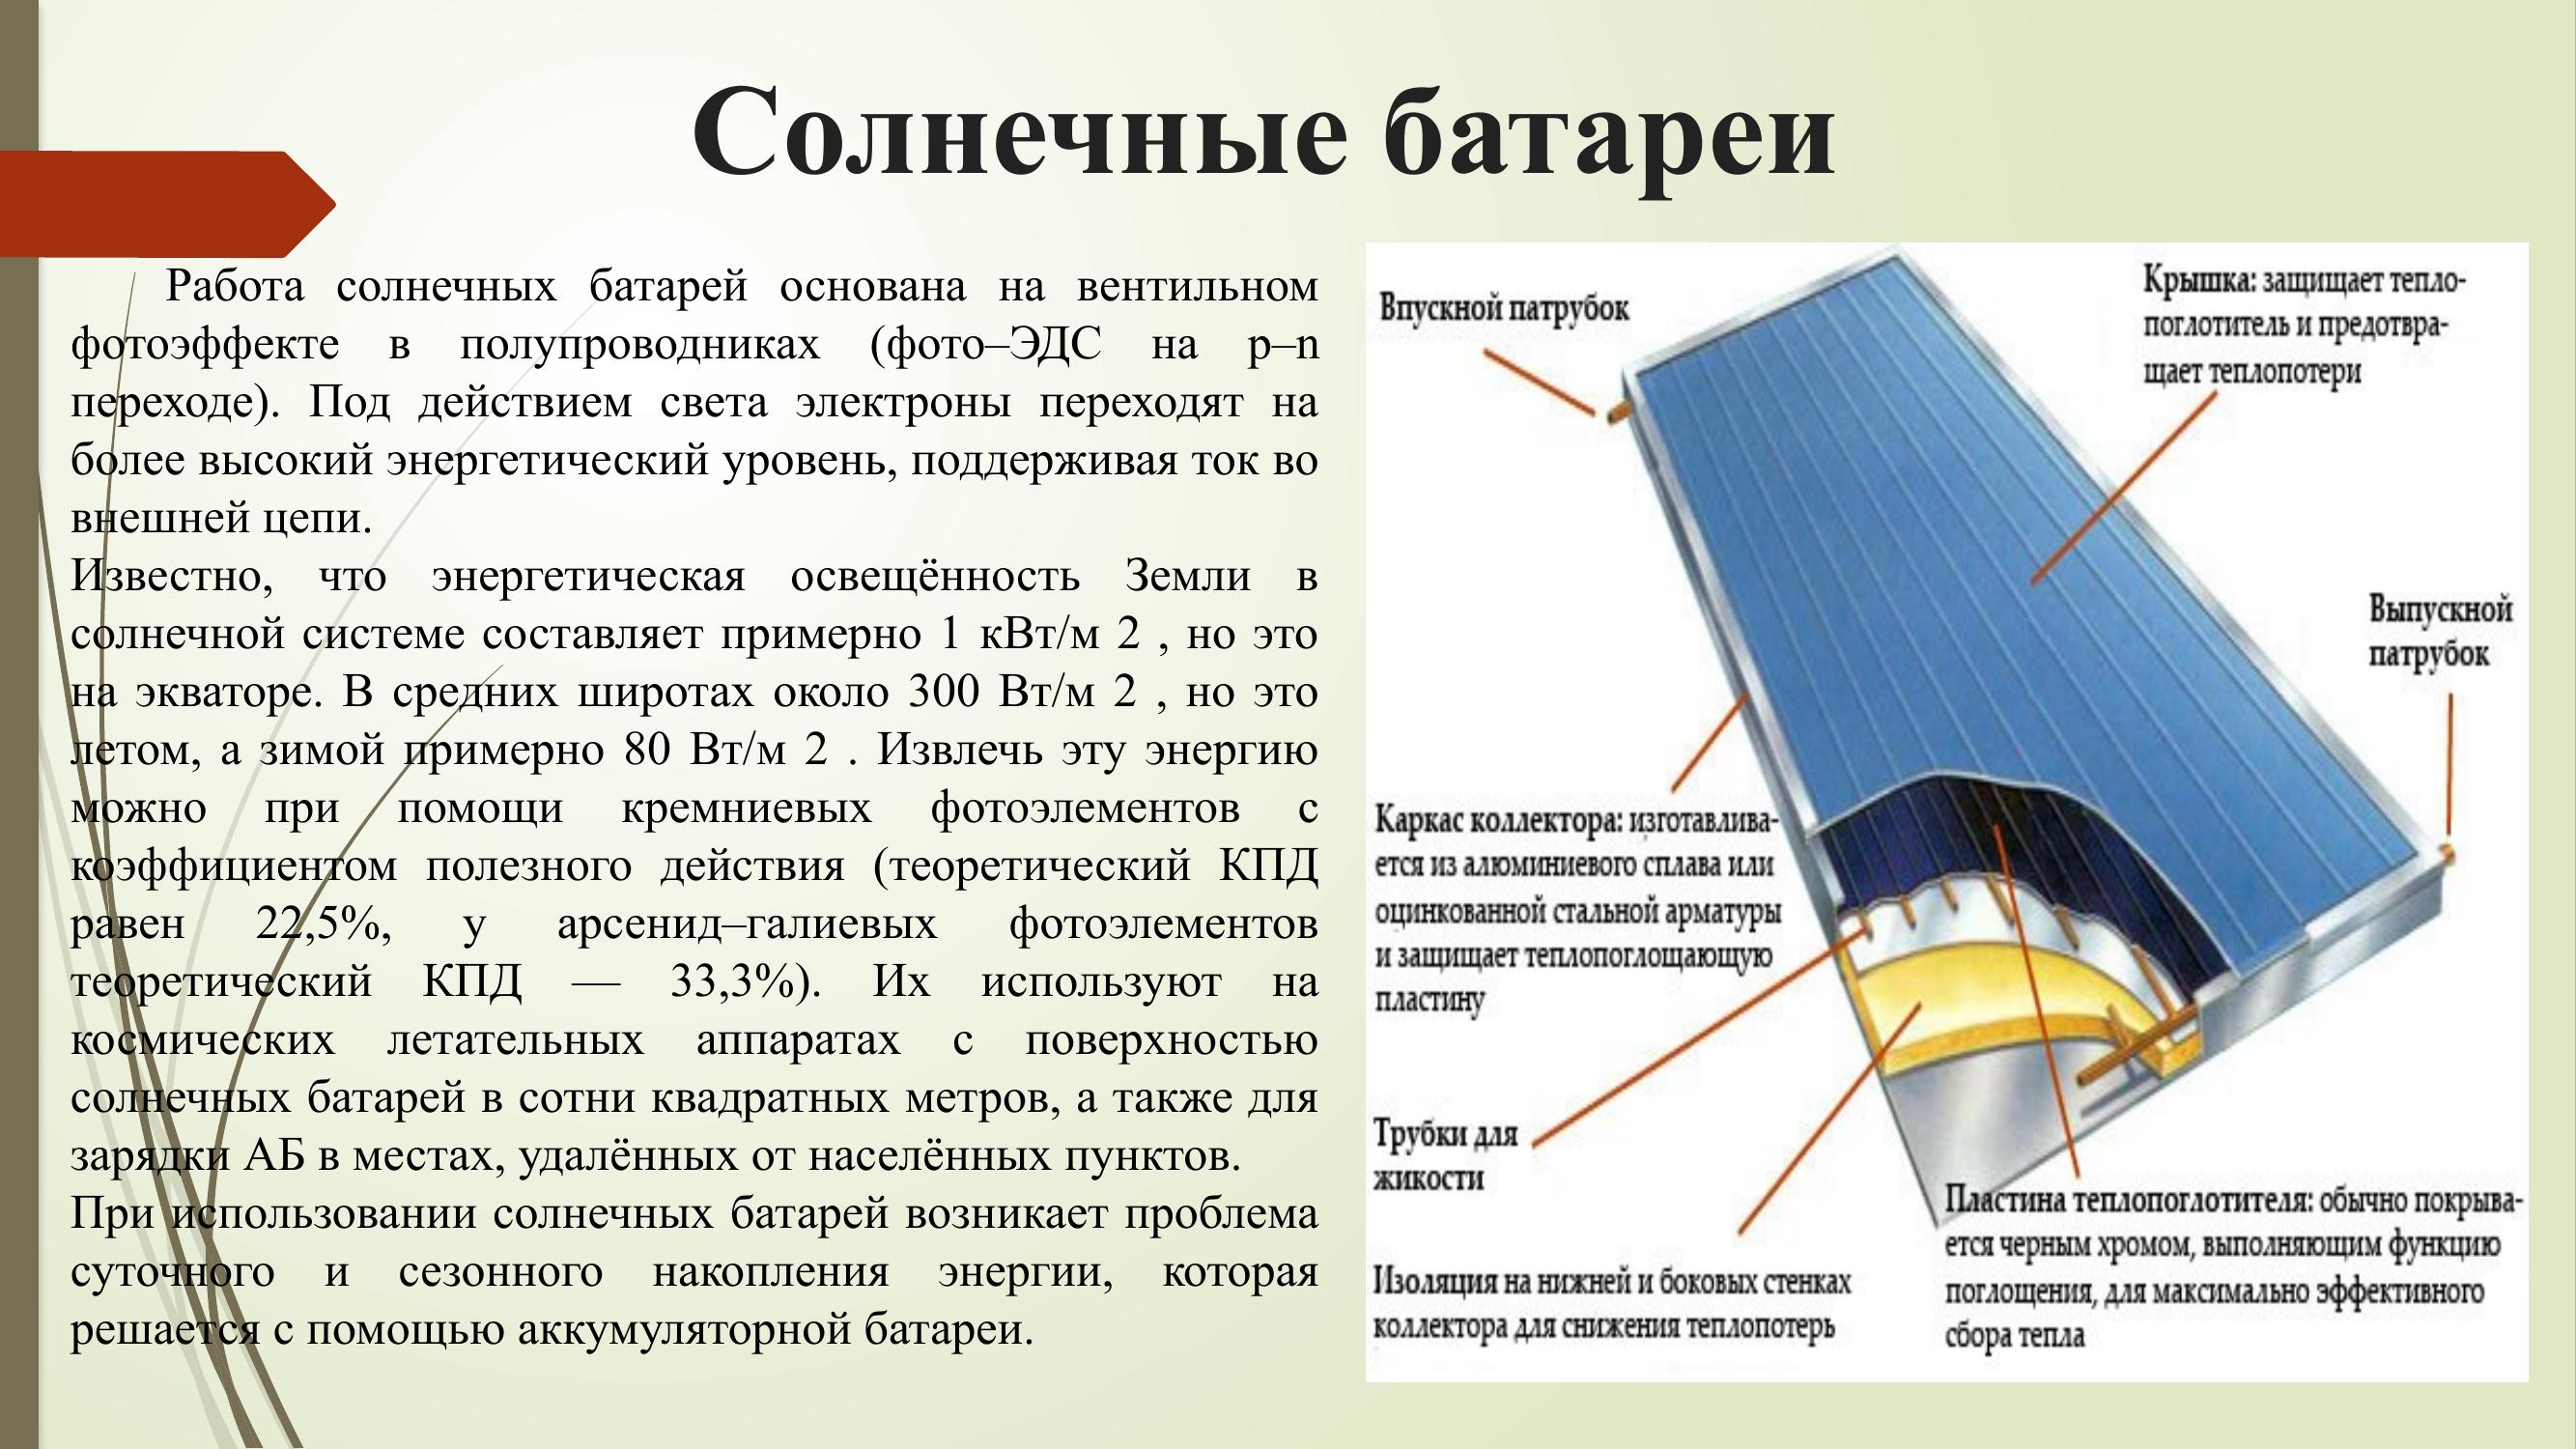 Солнечные батареи
Работа солнечных батарей основана на вентильном
фотоэффекте в полупроводниках (фото–ЭДС на p–n
переходе). Под действием света электроны переходят на
более высокий энергетический уровень, поддерживая ток во
внешней цепи.
Известно, что энергетическая освещённость Земли в
солнечной системе составляет примерно 1 кВт/м 2 , но это
на экваторе. В средних широтах около 300 Вт/м 2 , но это
летом, а зимой примерно 80 Вт/м 2 . Извлечь эту энергию
можно при помощи кремниевых фотоэлементов с
коэффициентом полезного действия (теоретический КПД
равен 22,5%, у арсенид–галиевых фотоэлементов
теоретический КПД — 33,3%). Их используют на
космических летательных аппаратах с поверхностью
солнечных батарей в сотни квадратных метров, а также для
зарядки АБ в местах, удалённых от населённых пунктов.
При использовании солнечных батарей возникает проблема
суточного и сезонного накопления энергии, которая
решается с помощью аккумуляторной батареи.
Впускной патрубок
Крышка: защищает тепло-
поглотитель и предотвра-
щает теплопотери
Выпускной
патрубок
Каркас коллектора: изготавлива-
ется из алюминиевого сплава или
оцинкованной стальной арматуры
и защищает теплопоглощающую
пластину
Трубки для
жикости
Изоляция на нижней и боковых стенках
коллектора для снижения теплопотерь
Пластина теплопоглотителя: обычно покрыва-
ется черным хромом, выполняющим функцию
поглощения, для максимально эффективного
сбора тепла